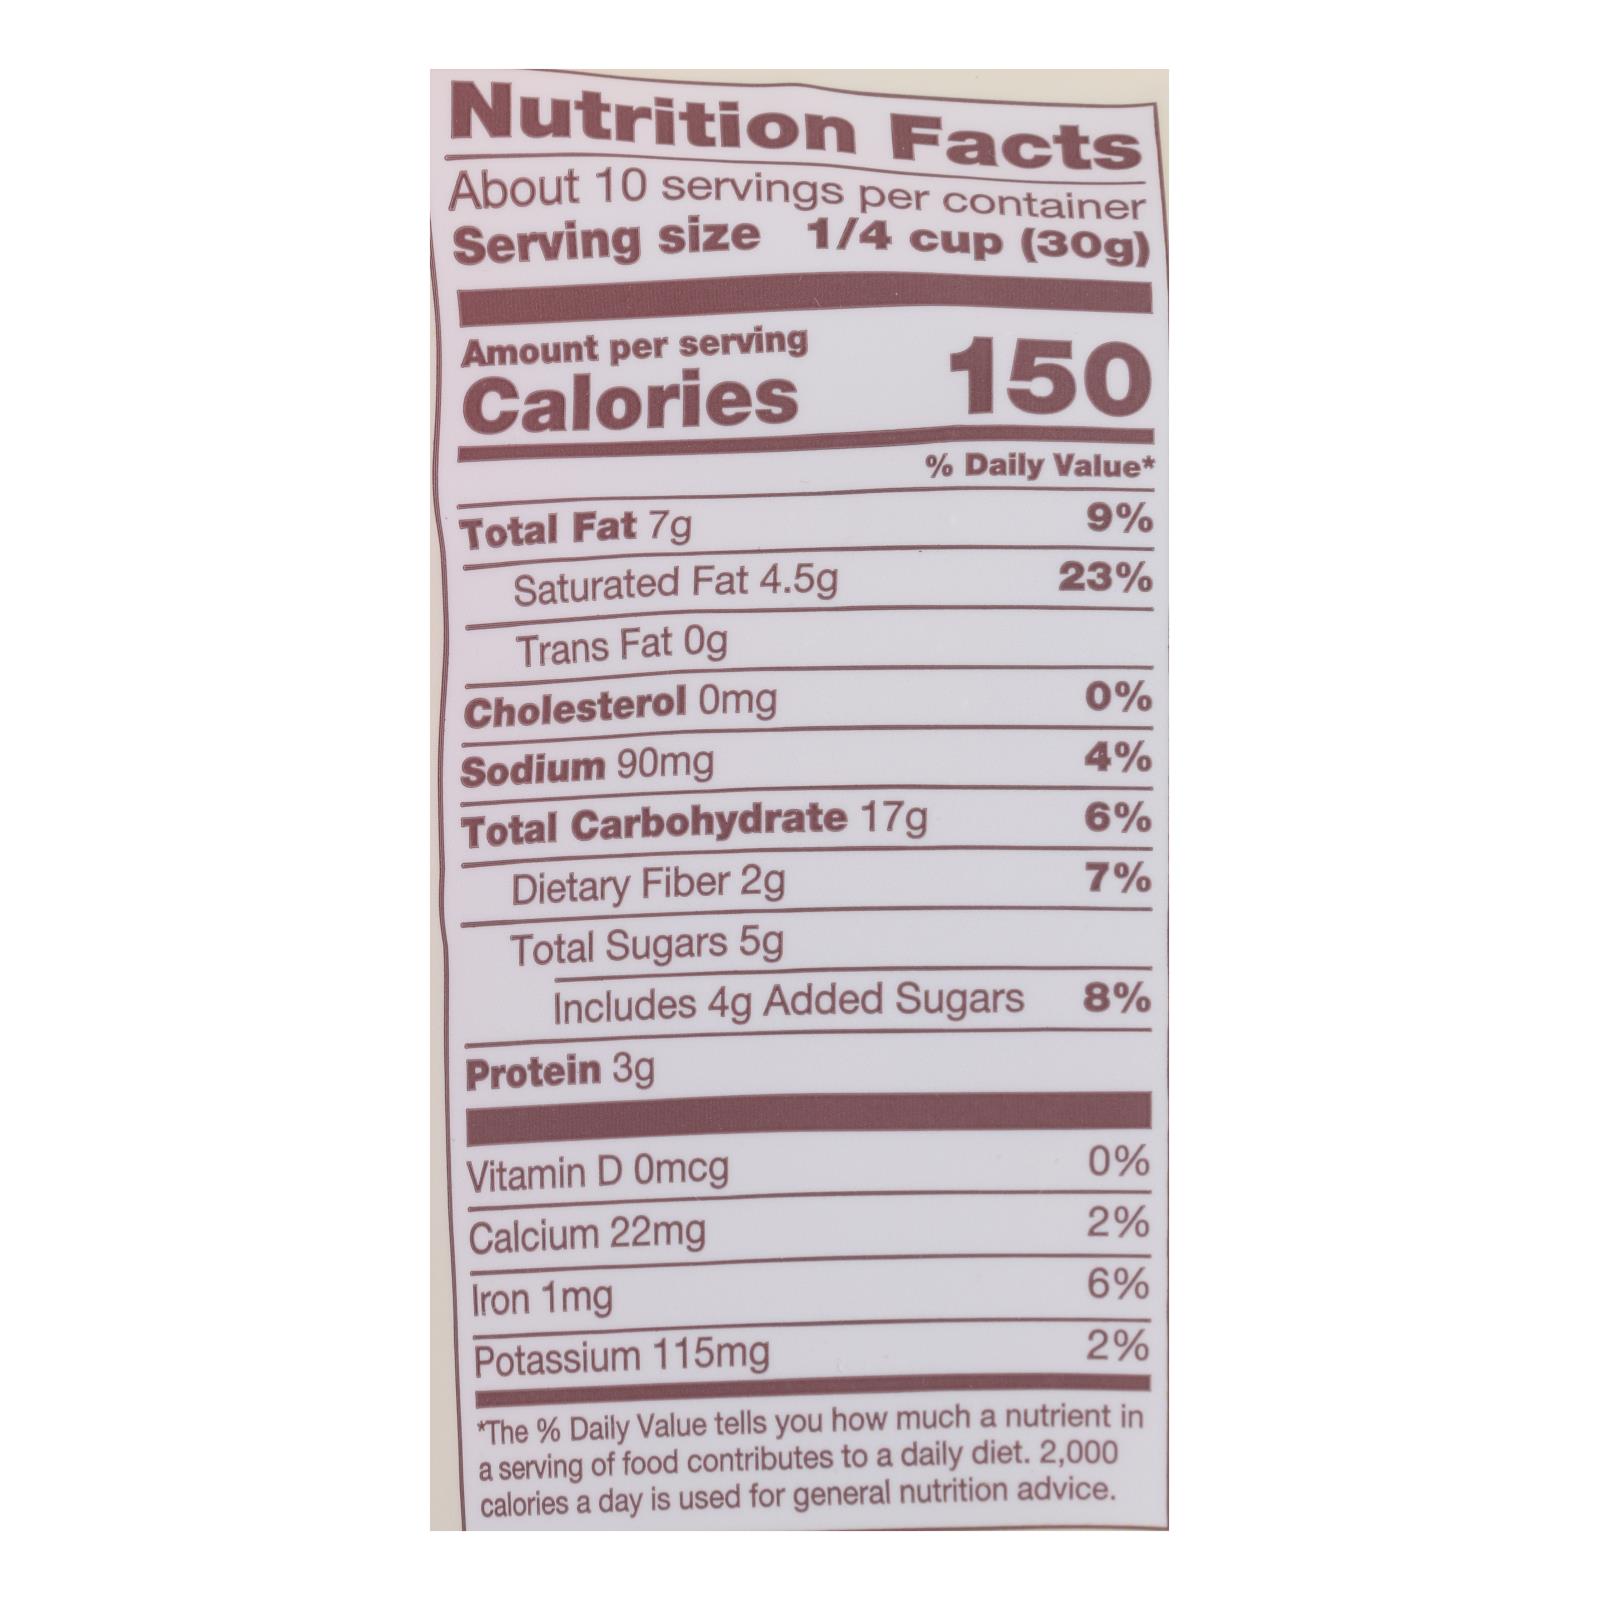 Nutrition Facts
About 10 servings per container
Serving size 1/4 cup (30g)
Amount per serving
Calories 150
% Daily Value*
Total Fat 7g 9%
Saturated Fat 4.5g 23%
Trans Fat 0g
Cholesterol 0mg 0%
Sodium 90mg 4%
Total Carbohydrate 17g 6%
Dietary Fiber 2g 7%
Total Sugars 5g
Includes 4g Added Sugars 8%
Protein 3g
Vitamin D 0mcg 0%
Calcium 22mg 2%
Iron 1mg 6%
Potassium 115mg 2%
*The % Daily Value tells you how much a nutrient in
a serving of food contributes to a daily diet. 2,000
calories a day is used for general nutrition advice.